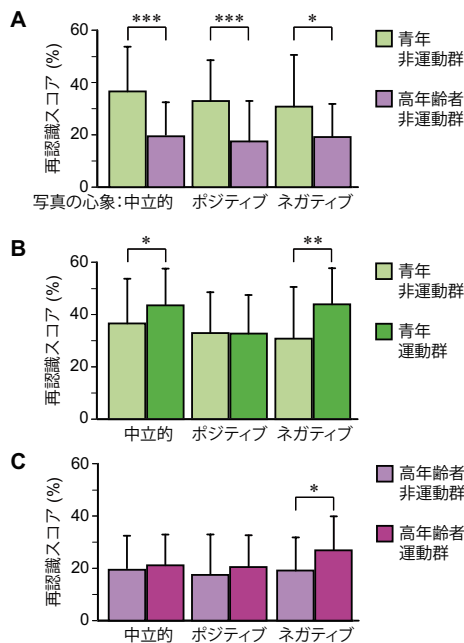 A
再認識スコア (%)
60
40
20
0
***
***
*
青年
非運動群
高年齢者
非運動群
写真の心象:中立的 ポジティブ ネガティブ
B
再認識スコア (%)
60
40
20
0
*
**
青年
非運動群
青年
運動群
中立的 ポジティブ ネガティブ
C
再認識スコア (%)
60
40
20
0
*
高年齢者
非運動群
高年齢者
運動群
中立的 ポジティブ ネガティブ